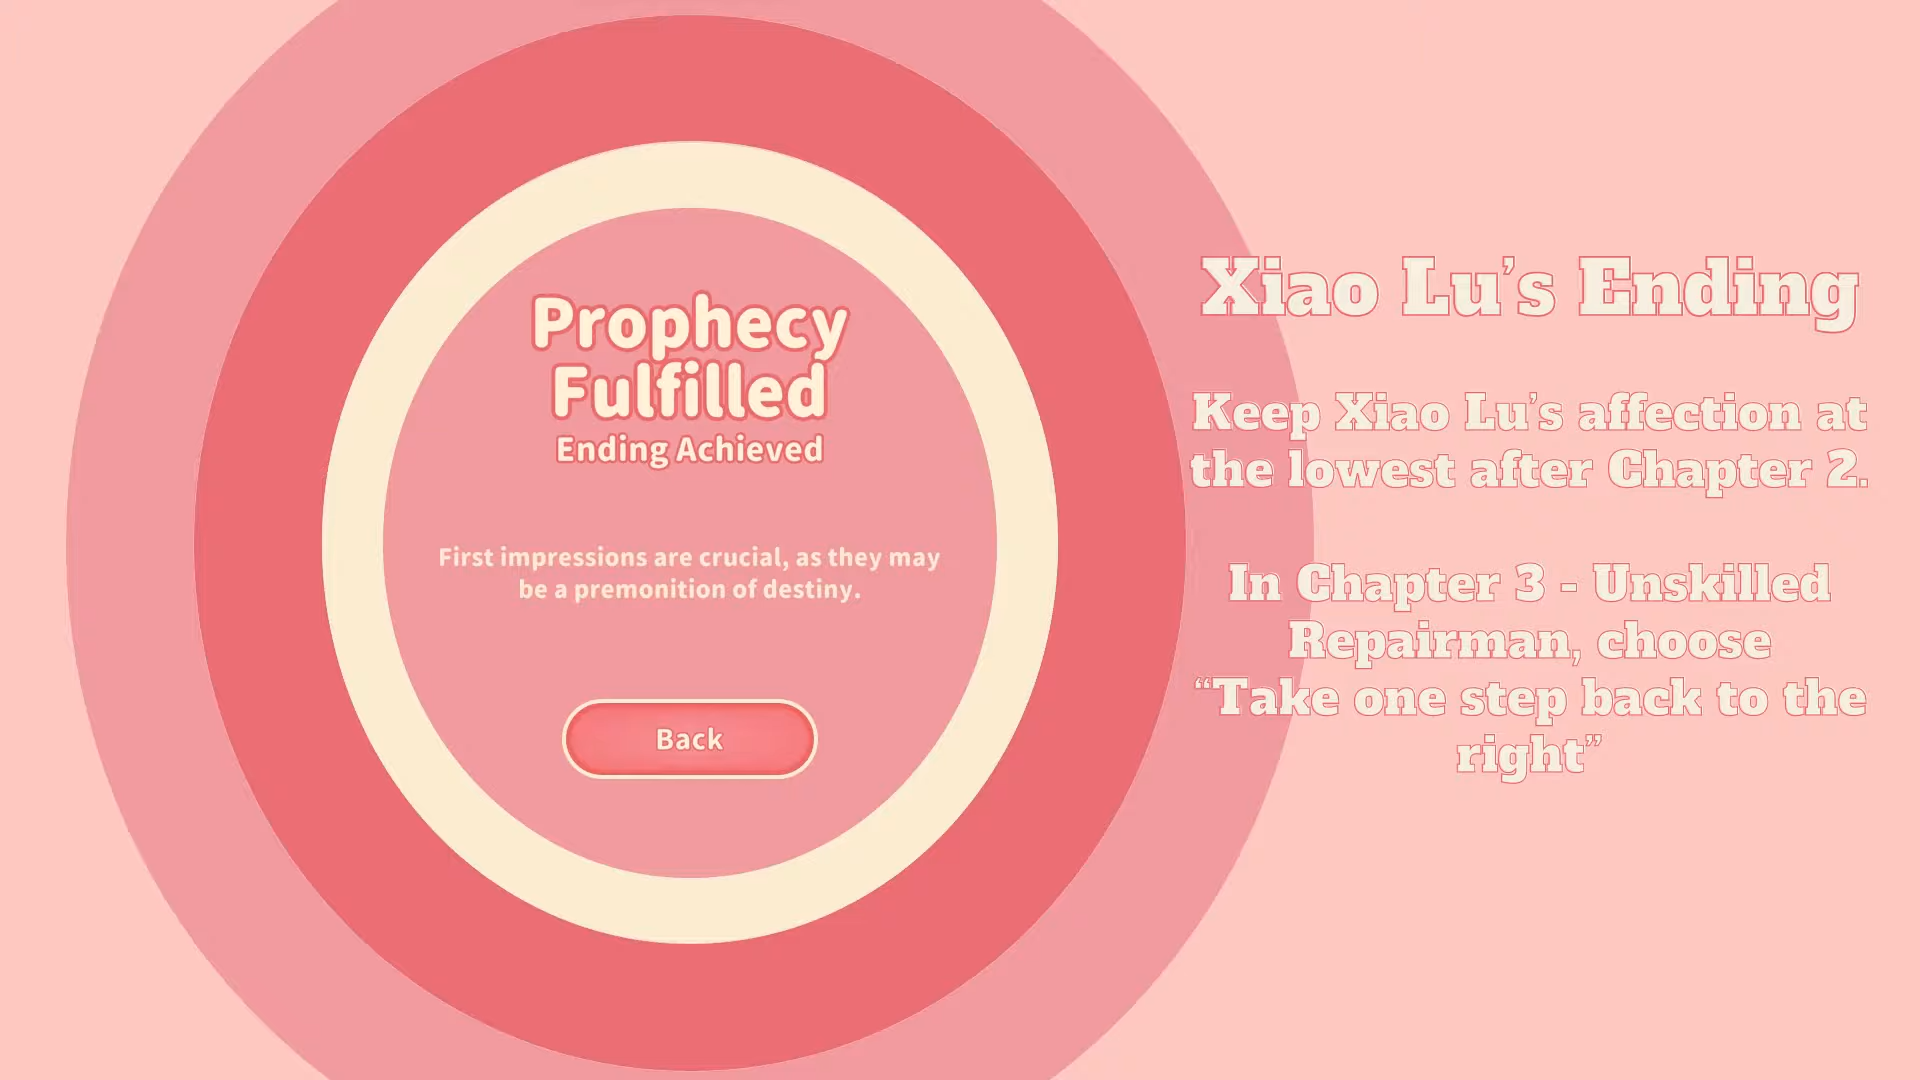 Prophecy
Fulfilled
Ending Achieved
First impressions are crucial, as they may
be a premonition of destiny.
Back
Xiao Lu’s Ending
Keep Xiao Lu’s affection at
the lowest after Chapter 2.
In Chapter 3 - Unskilled
Repairman, choose
“Take one step back to the
right”